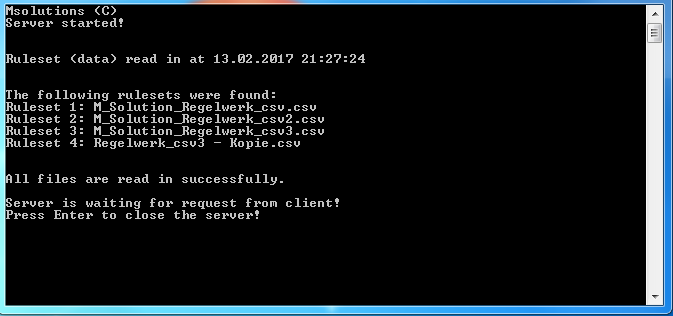 Msolutions (C)
Server started!
Ruleset (data) read in at 13.02.2017 21:27:24
The following rulesets were found:
Ruleset 1: M_Solution_Regelwerk_csv.csv
Ruleset 2: M_Solution_Regelwerk_csv2.csv
Ruleset 3: M_Solution_Regelwerk_csv3.csv
Ruleset 4: Regelwerk_csv3 - Kopie.csv
All files are read in successfully.
Server is waiting for request from client!
Press Enter to close the server!